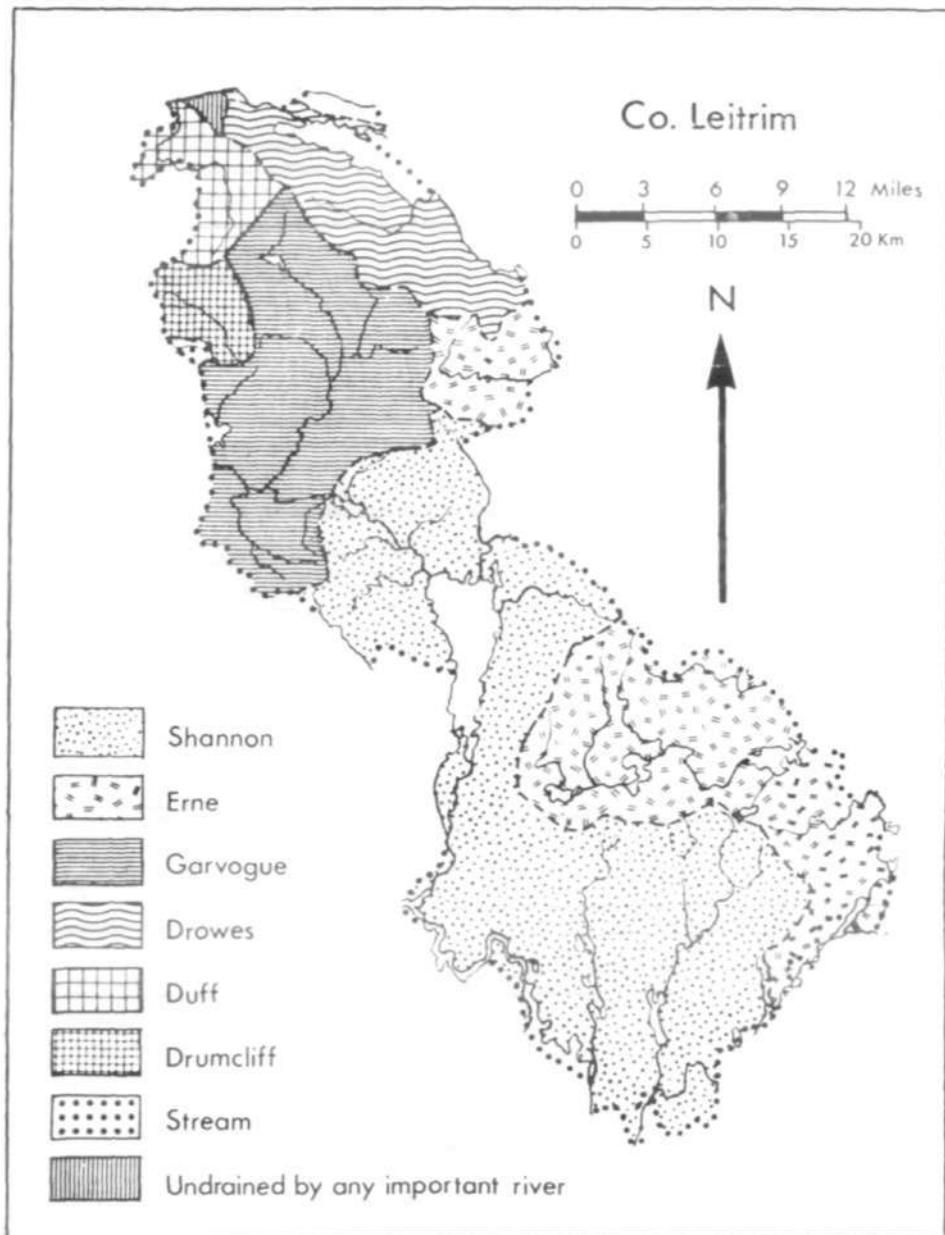 Co. Leitrim
0 3 6 9 12 Miles
0 5 10 15 20 Km
N
Shannon
Erne
Garvogue
Drowes
Duff
Drumcliff
Stream
Undrained by any important river